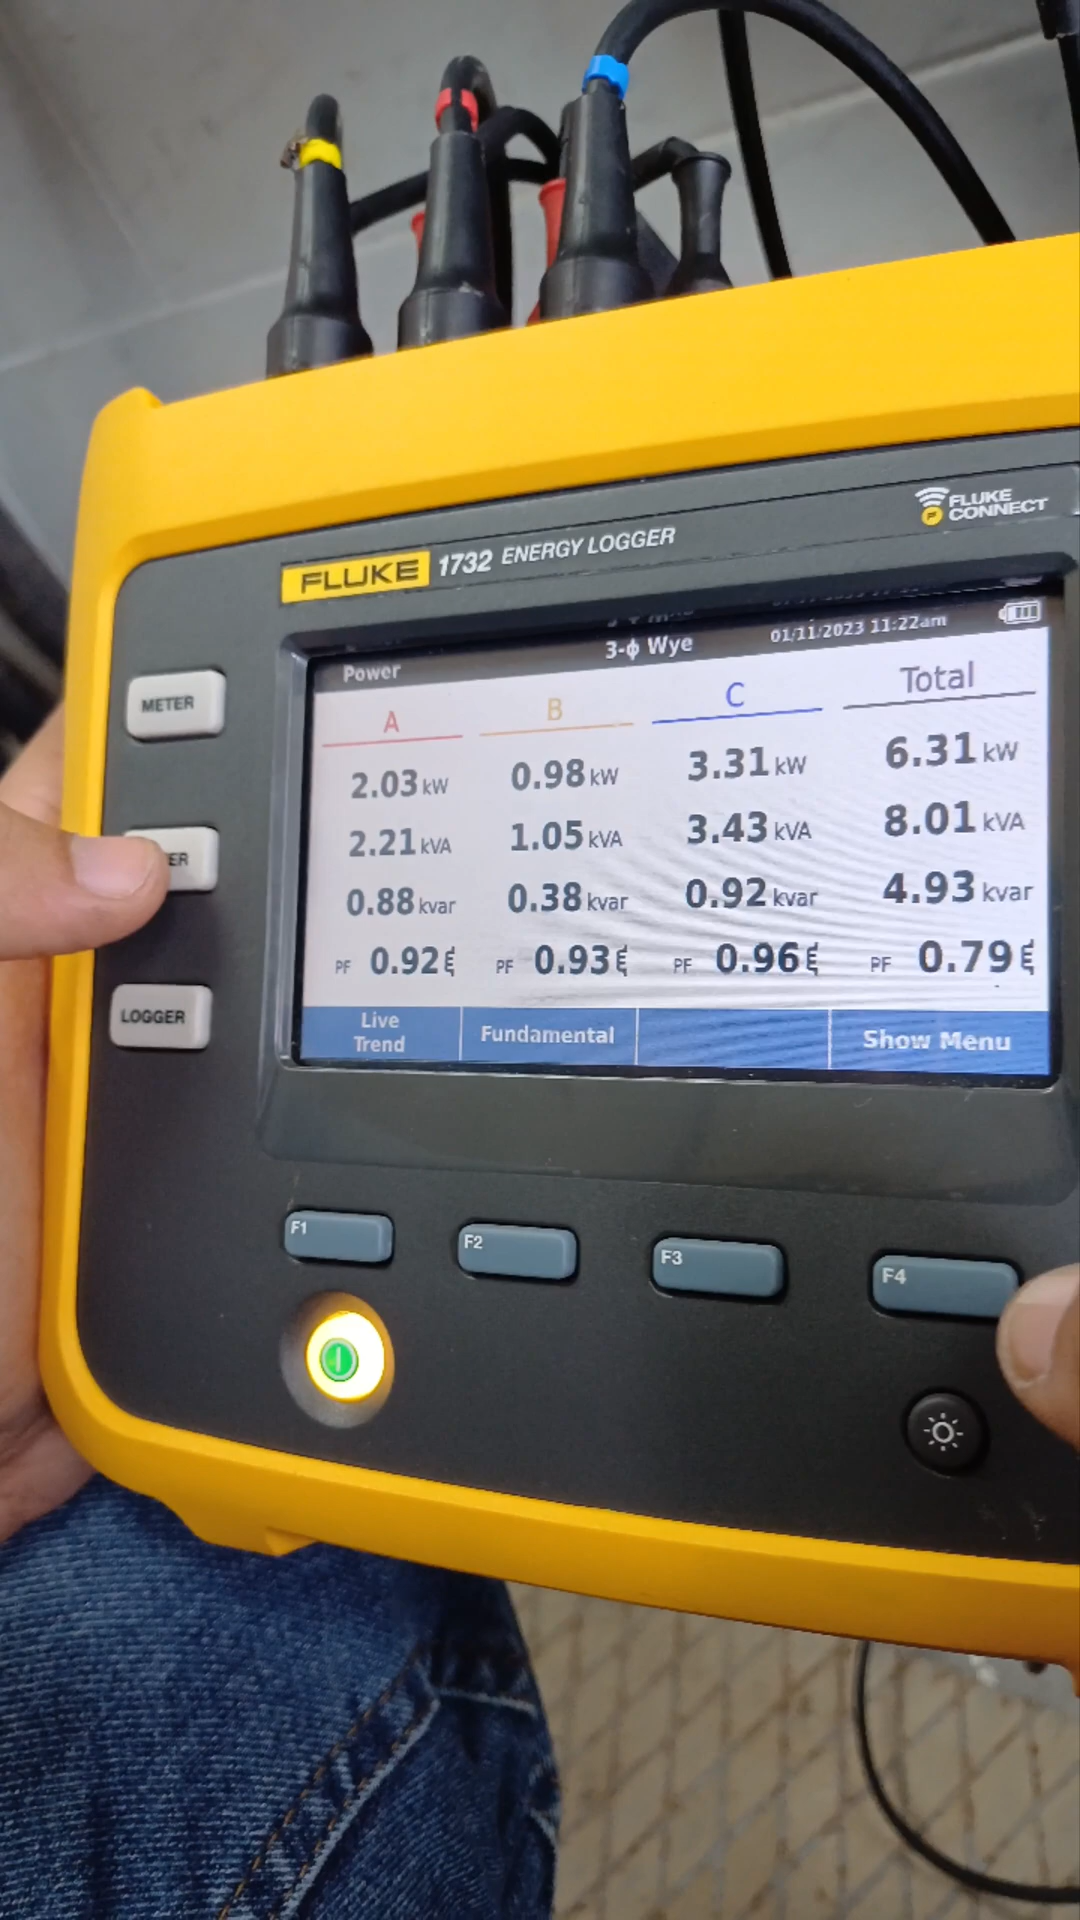 FLUKE
CONNECT
FLUKE 1732 ENERGY LOGGER
Power 3-ϕ Wye 01/11/2023 11:22am
A B C Total
2.03 kW 0.98 kW 3.31 kW 6.31 kW
2.21 kVA 1.05 kVA 3.43 kVA 8.01 kVA
0.88 kvar 0.38 kvar 0.92 kvar 4.93 kvar
PF 0.92 PF 0.93 PF 0.96 PF 0.79
Live Trend Fundamental Show Menu
METER
ER
LOGGER
F1 F2 F3 F4